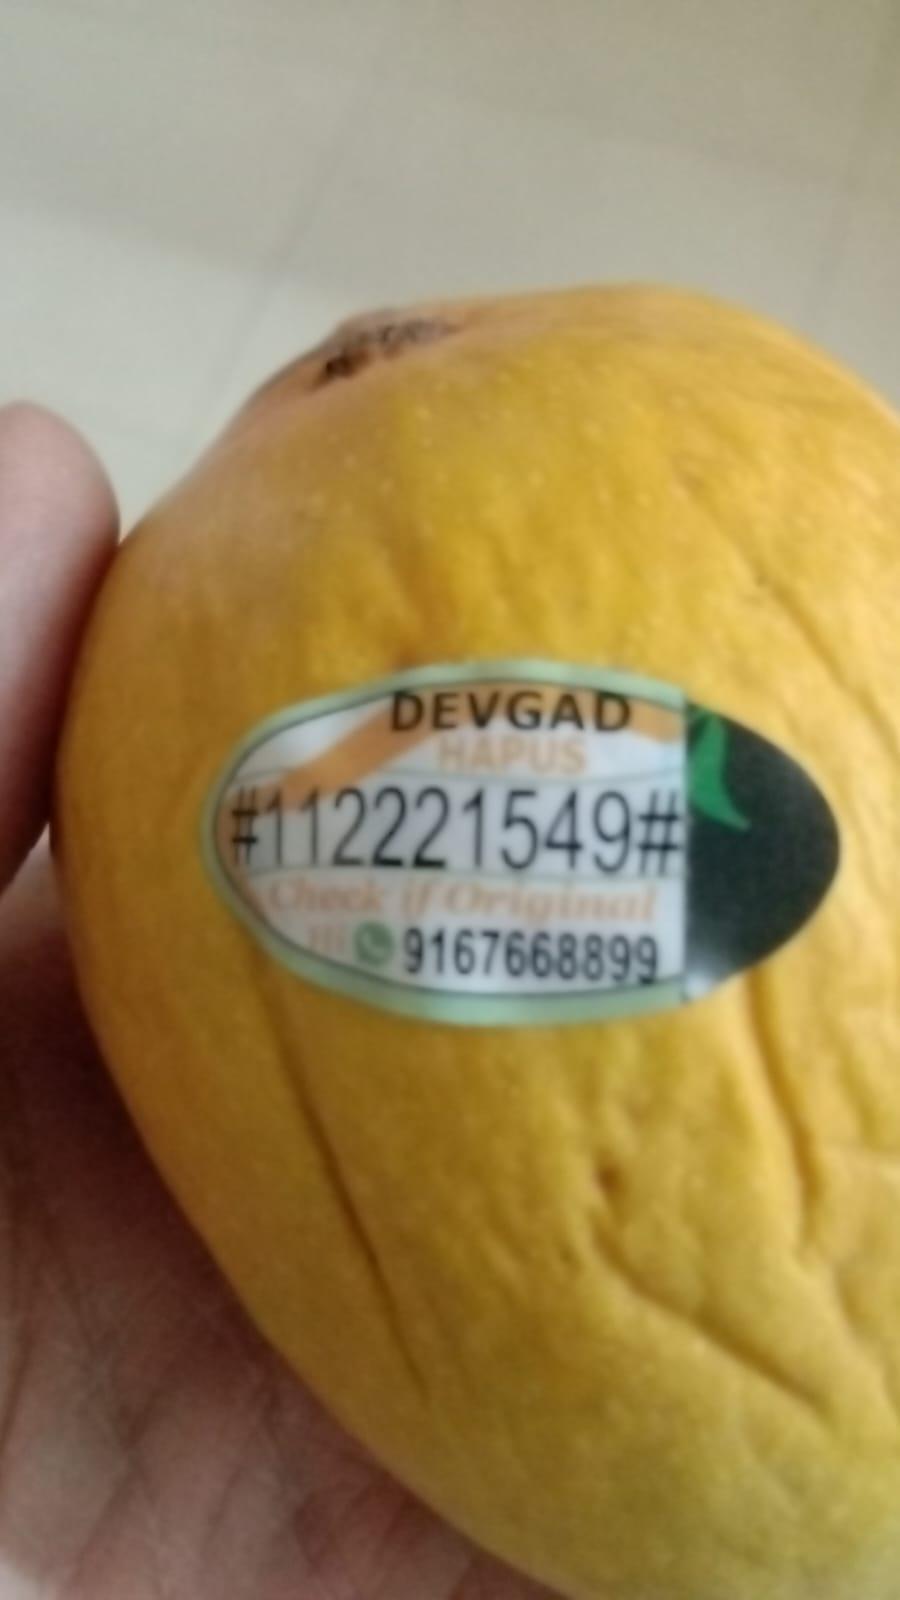 DEVGAD
HAPUS
#112221549#
Check if Original
9167668899